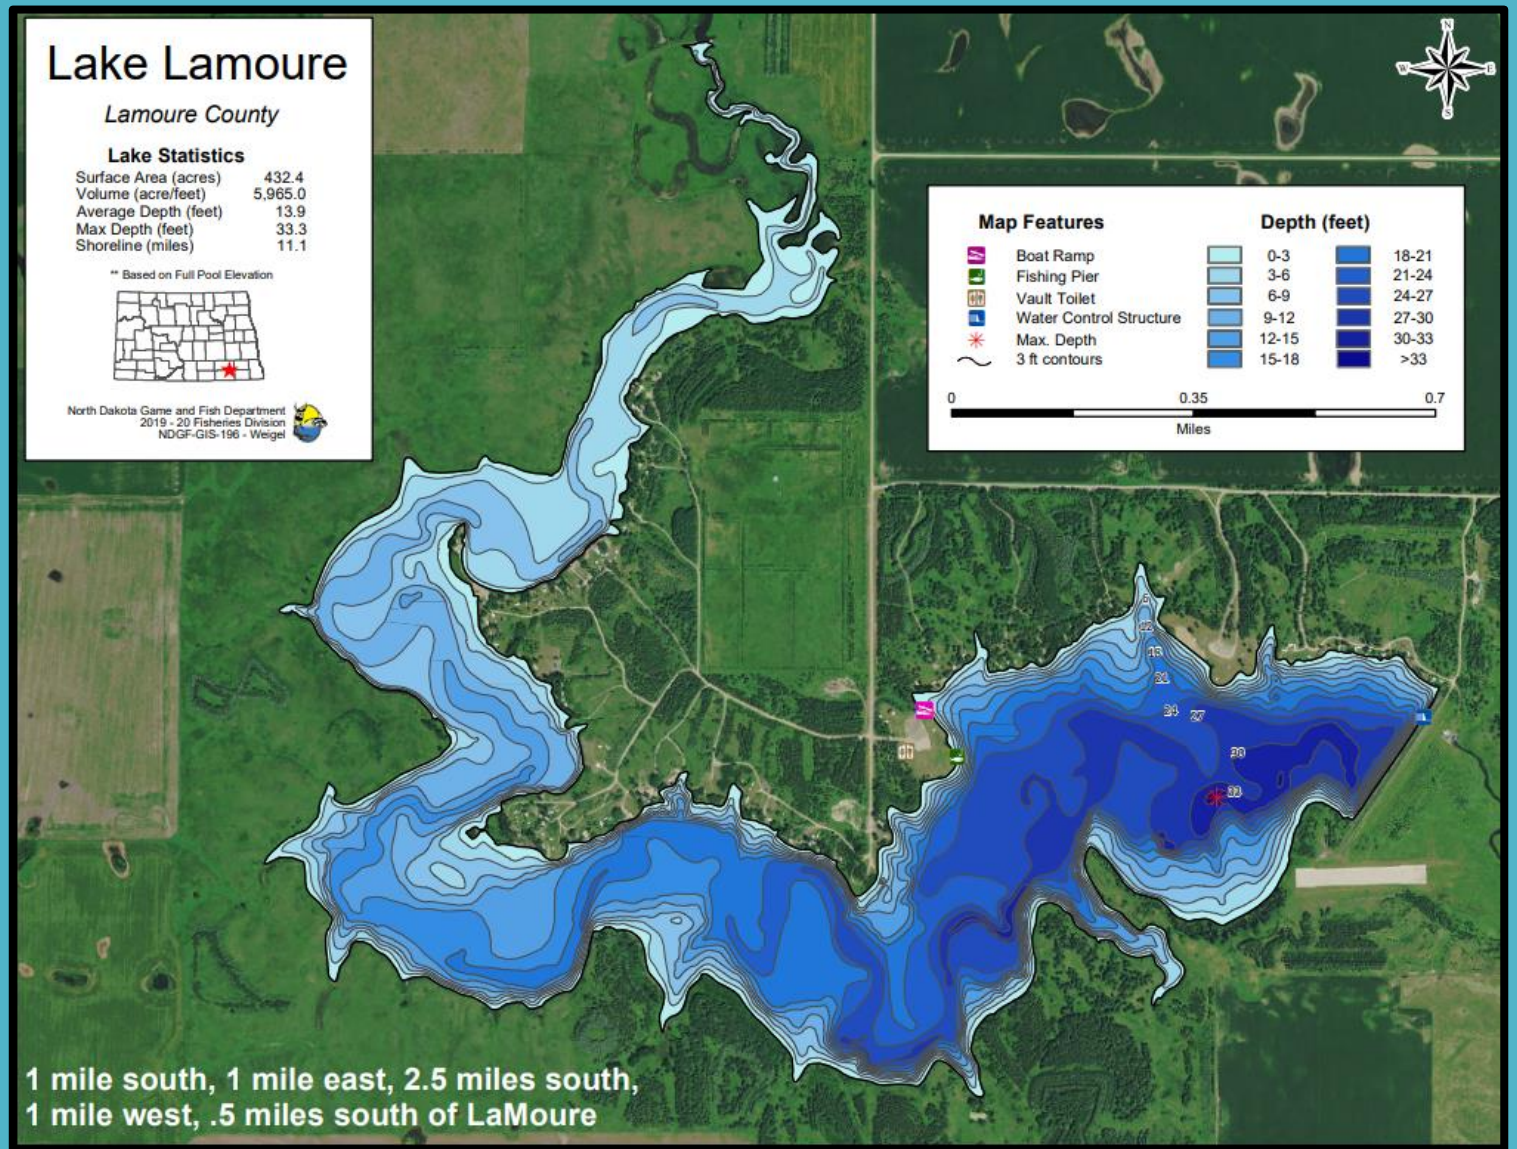 Lake Lamoure
Lamoure County
Lake Statistics
Surface Area (acres) 432.4
Volume (acre/feet) 5,965.0
Average Depth (feet) 13.9
Max Depth (feet) 33.3
Shoreline (miles) 11.1
** Based on Full Pool Elevation
North Dakota Game and Fish Department
2019 - 20 Fisheries Division
NDGF-GIS-196 - Weigel
N
W E
S
Map Features Depth (feet)
Boat Ramp 0-3 18-21
Fishing Pier 3-6 21-24
Vault Toilet 6-9 24-27
Water Control Structure 9-12 27-30
Max. Depth 12-15 30-33
3 ft contours 15-18 >33
0 0.35 0.7
Miles
6
12
21
24 27
33
1 mile south, 1 mile east, 2.5 miles south,
1 mile west, .5 miles south of LaMoure